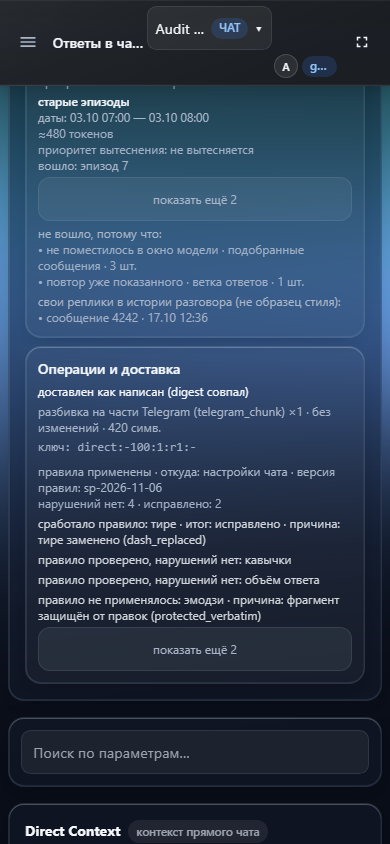 Ответы в ча...
Audit ...
ЧАТ
A
g...
старые эпизоды
даты: 03.10 07:00 — 03.10 08:00
≈480 токенов
приоритет вытеснения: не вытесняется
вошло: эпизод 7
показать ещё 2
не вошло, потому что:
• не поместилось в окно модели · подобранные
сообщения · 3 шт.
• повтор уже показанного · ветка ответов · 1 шт.
свои реплики в истории разговора (не образец стиля):
• сообщение 4242 · 17.10 12:36
Операции и доставка
доставлен как написан (digest совпал)
разбивка на части Telegram (telegram_chunk) ×1 · без
изменений · 420 симв.
ключ: direct:-100:1:r1:-
правила применены · откуда: настройки чата · версия
правил: sp-2026-11-06
нарушений нет: 4 · исправлено: 2
сработало правило: тире · итог: исправлено · причина:
тире заменено (dash_replaced)
правило проверено, нарушений нет: кавычки
правило проверено, нарушений нет: объём ответа
правило не применялось: эмодзи · причина: фрагмент
защищён от правок (protected_verbatim)
показать ещё 2
Поиск по параметрам...
Direct Context
контекст прямого чата